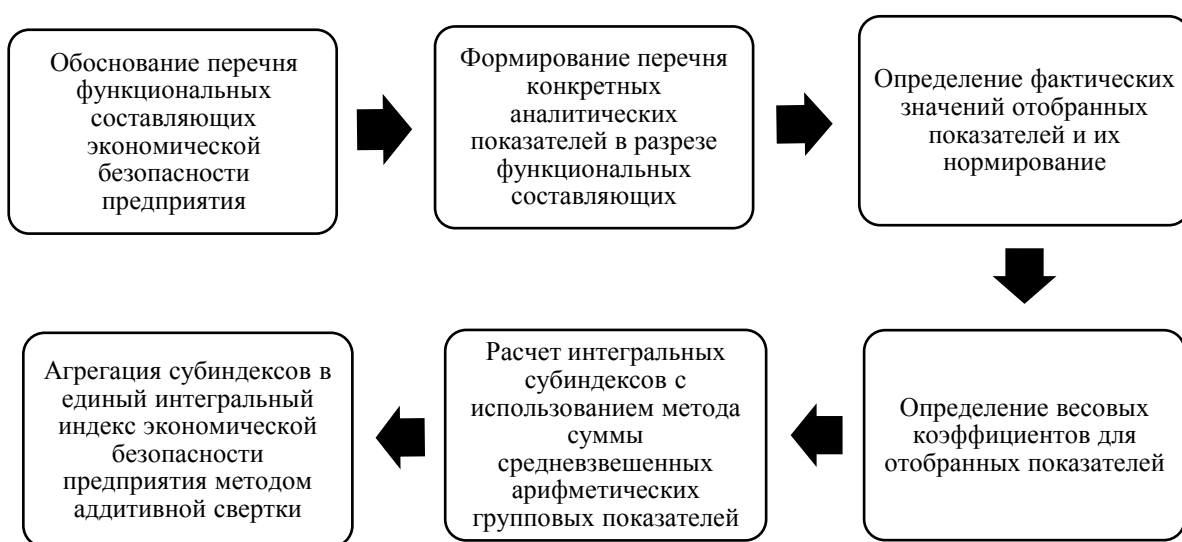 Обоснование перечня
функциональных
составляющих
экономической
безопасности
предприятия
Формирование перечня
конкретных
аналитических
показателей в разрезе
функциональных
составляющих
Определение фактических
значений отобранных
показателей и их
нормирование
Определение весовых
коэффициентов для
отобранных показателей
Расчет интегральных
субиндексов с
использованием метода
суммы
средневзвешенных
арифметических
групповых показателей
Агрегация субиндексов в
единый интегральный
индекс экономической
безопасности
предприятия методом
аддитивной свертки